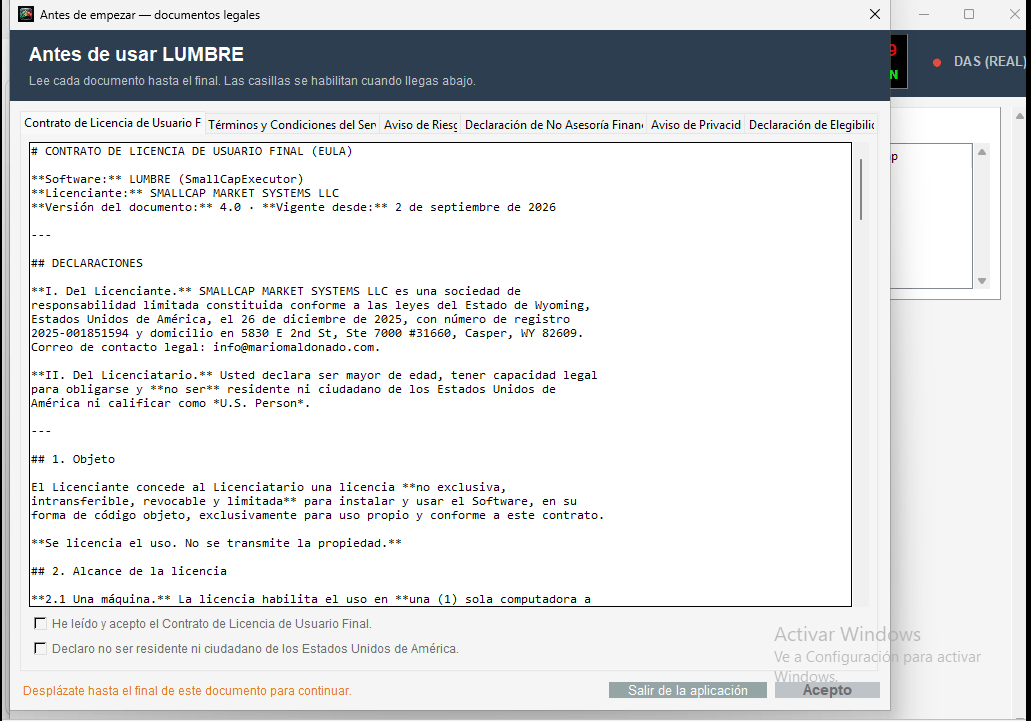 Antes de empezar — documentos legales
Antes de usar LUMBRE
Lee cada documento hasta el final. Las casillas se habilitan cuando llegas abajo.
9
N
DAS (REAL)
Contrato de Licencia de Usuario F
Términos y Condiciones del Ser
Aviso de Riesg
Declaración de No Asesoría Finan
Aviso de Privacid
Declaración de Elegibilic
p
# CONTRATO DE LICENCIA DE USUARIO FINAL (EULA)
**Software:** LUMBRE (SmallCapExecutor)
**Licenciante:** SMALLCAP MARKET SYSTEMS LLC
**Versión del documento:** 4.0 · **Vigente desde:** 2 de septiembre de 2026
---
## DECLARACIONES
**I. Del Licenciante.** SMALLCAP MARKET SYSTEMS LLC es una sociedad de
responsabilidad limitada constituida conforme a las leyes del Estado de Wyoming,
Estados Unidos de América, el 26 de diciembre de 2025, con número de registro
2025-001851594 y domicilio en 5830 E 2nd St, Ste 7000 #31660, Casper, WY 82609.
Correo de contacto legal: info@mariomaldonado.com.
**II. Del Licenciatario.** Usted declara ser mayor de edad, tener capacidad legal
para obligarse y **no ser** residente ni ciudadano de los Estados Unidos de
América ni calificar como *U.S. Person*.
---
## 1. Objeto
El Licenciante concede al Licenciatario una licencia **no exclusiva,
intransferible, revocable y limitada** para instalar y usar el Software, en su
forma de código objeto, exclusivamente para uso propio y conforme a este contrato.
**Se licencia el uso. No se transmite la propiedad.**
## 2. Alcance de la licencia
**2.1 Una máquina.** La licencia habilita el uso en **una (1) sola computadora a
He leído y acepto el Contrato de Licencia de Usuario Final.
Declaro no ser residente ni ciudadano de los Estados Unidos de América.
Activar Windows
Ve a Configuración para activar
Windows.
Desplázate hasta el final de este documento para continuar.
Salir de la aplicación
Acepto